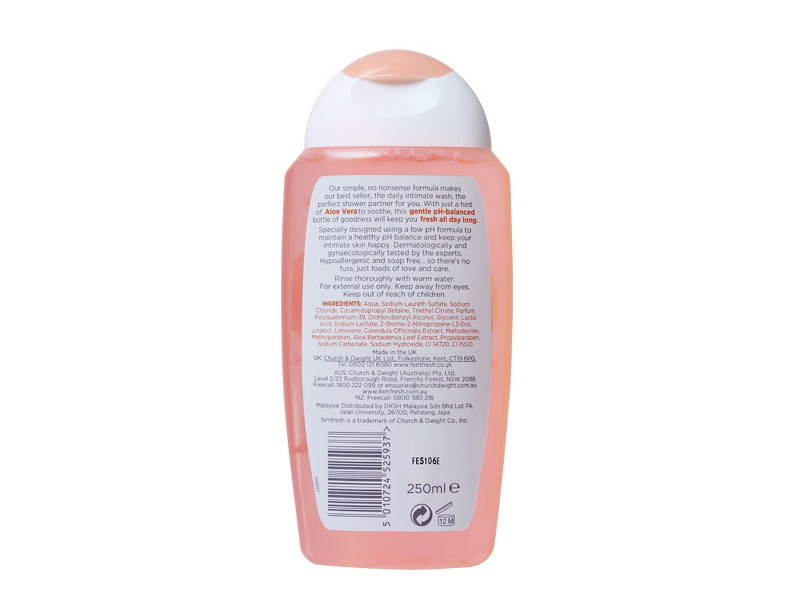 Our simple, no nonsense formula makes
our best seller, the daily intimate wash, the
perfect shower partner for you. With just a hint
of Aloe Vera to soothe, this gentle pH-balanced
bottle of goodness will keep you fresh all day long.
Specially designed using a low pH formula to
maintain a healthy pH balance and keep your
intimate skin happy. Dermatologically and
gynaecologically tested by the experts.
Hypoallergenic and soap free... so there's no
fuss, just loads of love and care.
Rinse thoroughly with warm water.
For external use only. Keep away from eyes.
Keep out of reach of children.
INGREDIENTS: Aqua, Sodium Laureth Sulfate, Sodium
Chloride, Cocamidopropyl Betaine, Triethyl Citrate, Parfum,
Polyquaternium-39, Dichlorobenzyl Alcohol, Glycerin, Lactic
Acid, Sodium Lactate, 2-Bromo-2-Nitropropane-1,3-Diol,
Linalool, Limonene, Calendula Officinalis Extract, Maltodextrin,
Methylparaben, Aloe Barbadensis Leaf Extract, Propylparaben,
Sodium Carbonate, Sodium Hydroxide, CI 14720, CI 15510.
Made in the UK
UK: Church & Dwight UK Ltd., Folkestone, Kent, CT19 6PG.
Tel: 0800 121 6080 www.femfresh.co.uk
AUS: Church & Dwight (Australia) Pty. Ltd,
Level 2/22 Rodborough Road, Frenchs Forest, NSW 2086
Freecall: 1800 222 099 or enquiries@churchdwight.com.au
www.femfresh.com.au
NZ: Freecall: 0800 380 218
Malaysia: Distributed by DKSH Malaysia Sdn Bhd Lot 74,
Jalan University, 26700, Petalang Jaya
femfresh is a trademark of Church & Dwight Co., Inc.
5 010724 525937 >
FE5106E
250ml e
12 M